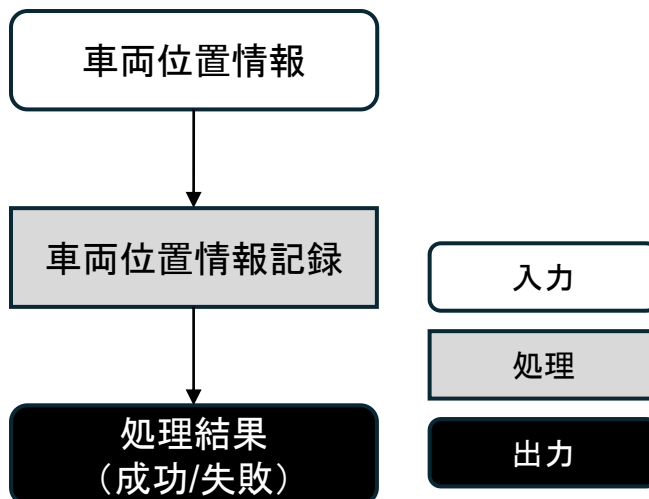 車両位置情報
車両位置情報記録
処理結果
（成功/失敗）
入力
処理
出力